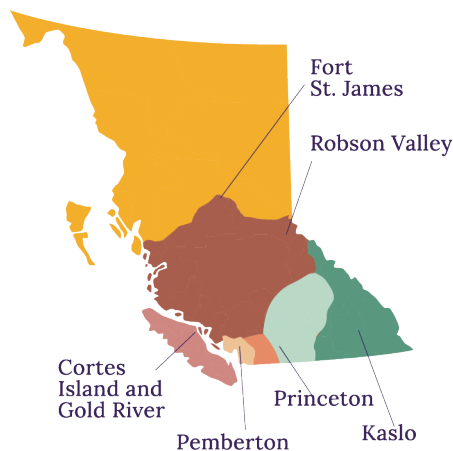 Fort
St. James
Robson Valley
Cortes
Island and
Gold River
Princeton
Kaslo
Pemberton